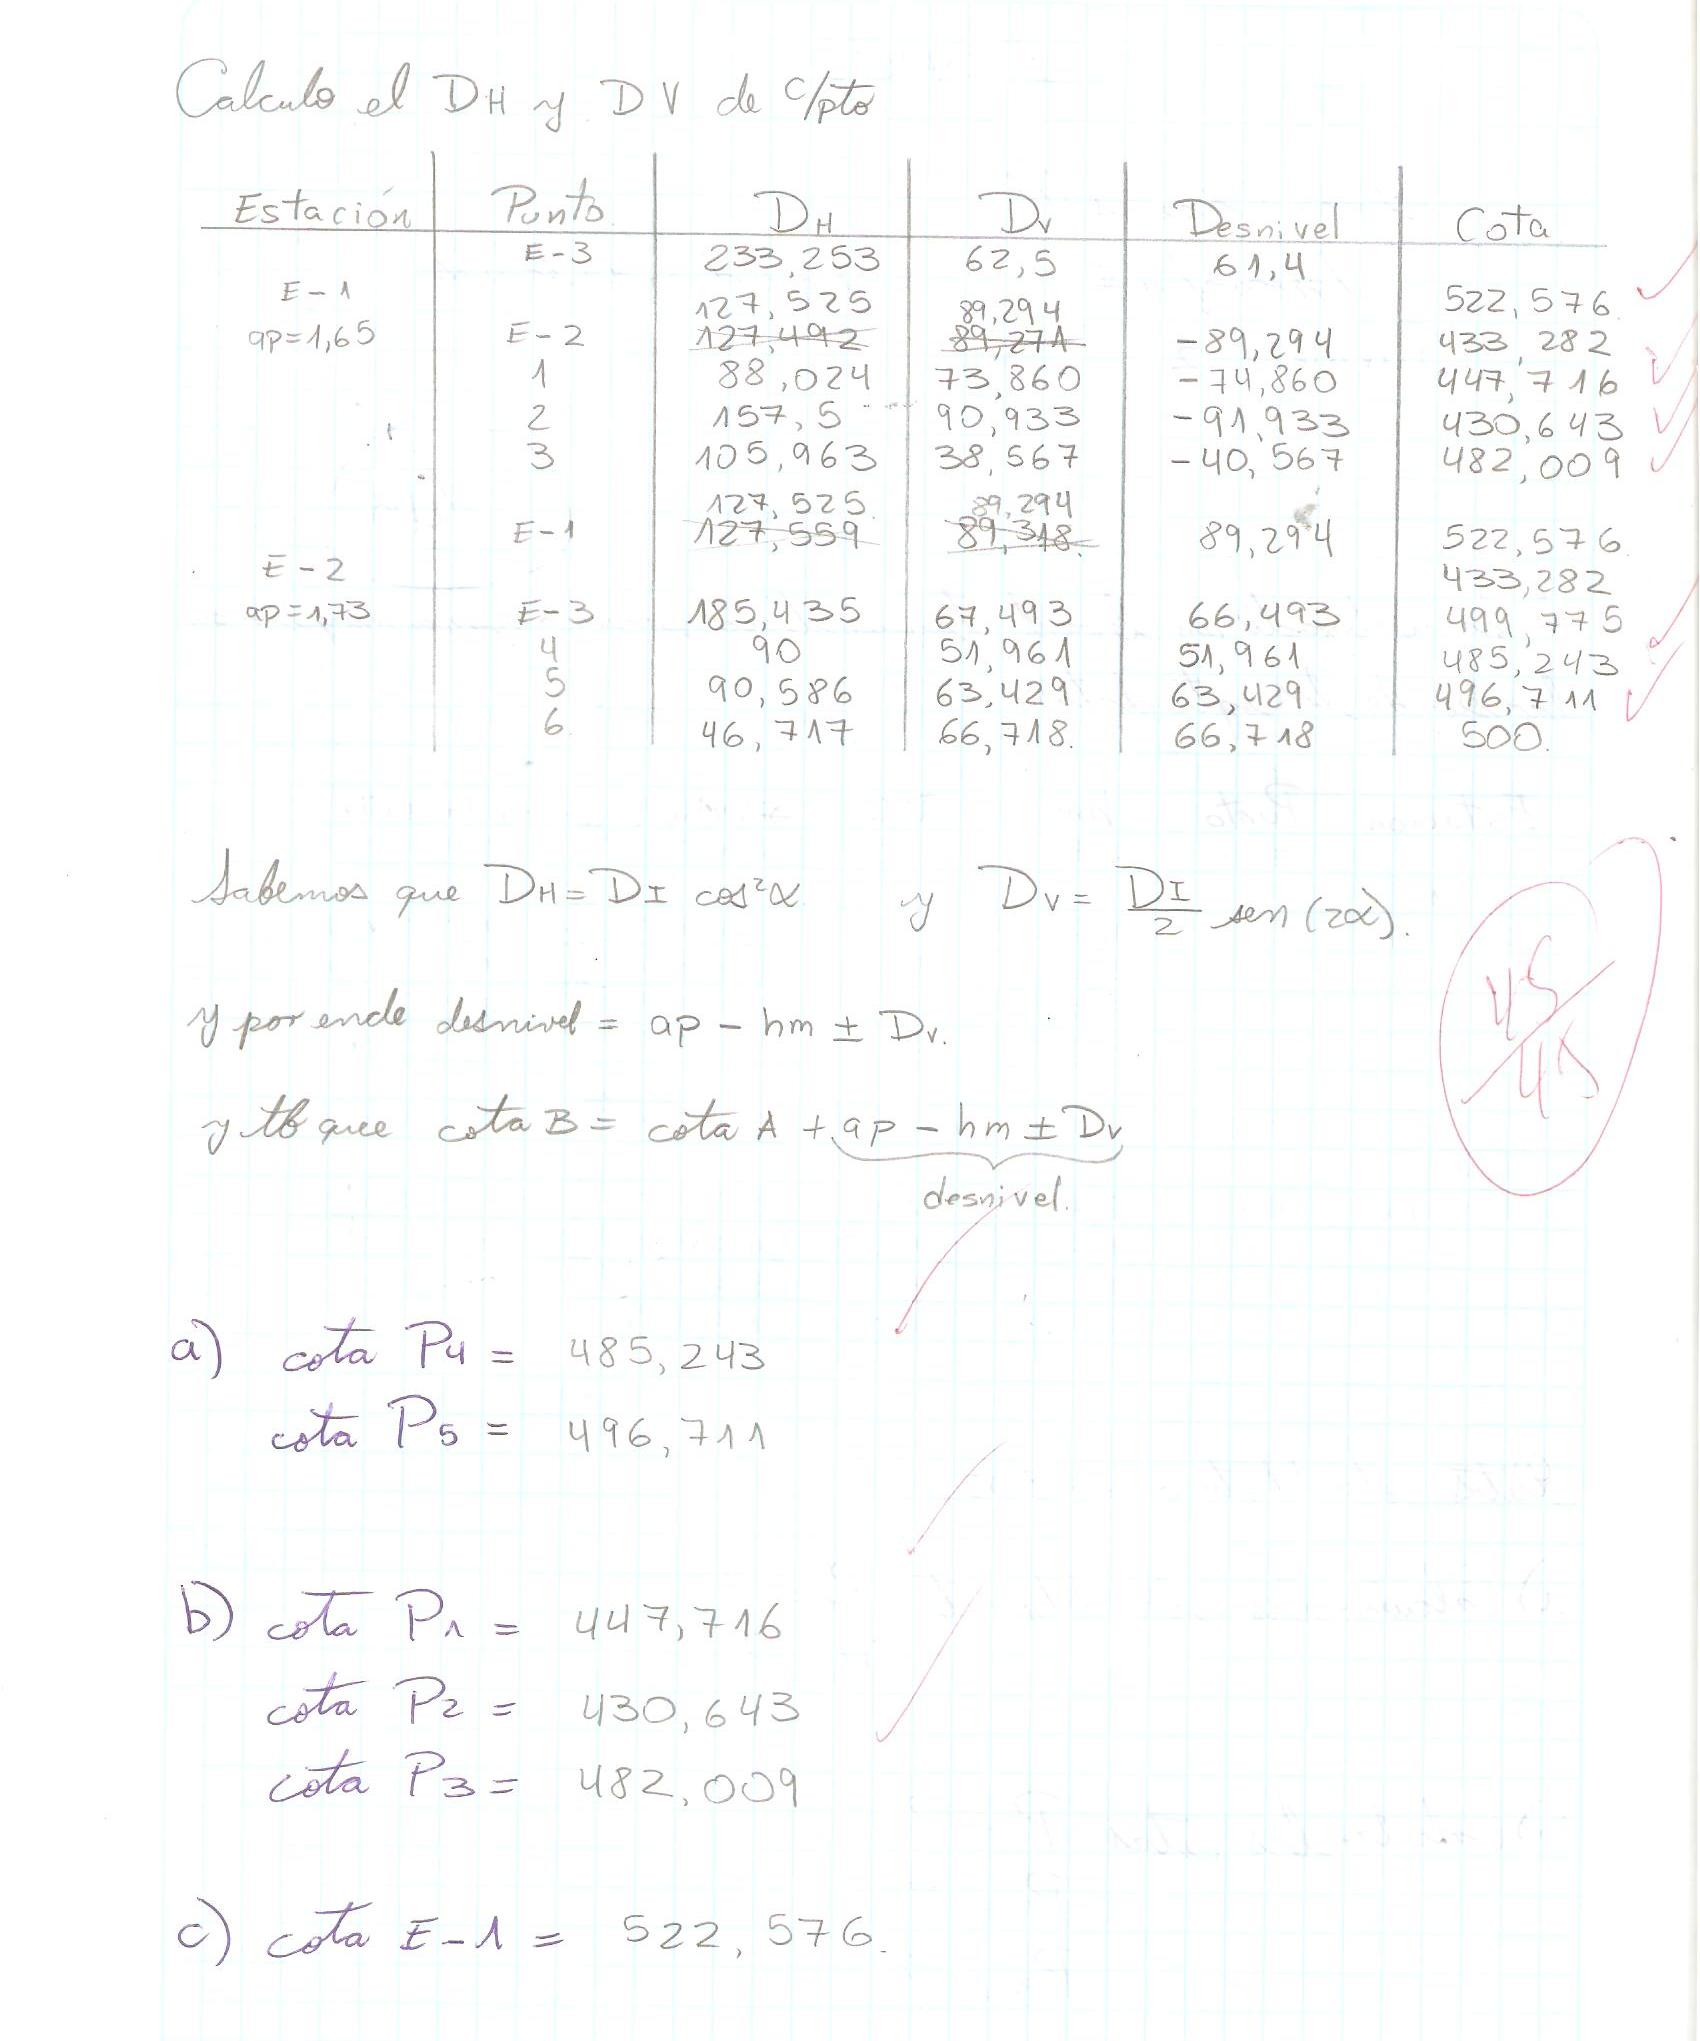 Calculo el DH y DV de c/pto
Estación Punto DH DV Desnivel Cota
E-3 233,253 62,5 61,4
E-1 522,576
127,525 89,294
ap=1,65 E-2 127,492 89,271 -89,294 433,282
1 88,024 73,860 -74,860 447,716
2 157,5 90,933 -91,933 430,643
3 105,963 38,567 -40,567 482,009
127,525 89,294
E-1 127,559 89,318 89,294 522,576
E-2 433,282
ap=1,73 E-3 185,435 67,493 66,493 499,775
4 90 51,961 51,961 485,243
5 90,586 63,429 63,429 496,711
6 46,717 66,718 66,718 500
Sabemos que DH = DI cos²α y DV = DI/2 sen(2α).
y por ende desnivel = ap - hm ± DV.
y tb que cota B = cota A + ap - hm ± DV
desnivel.
45/45
a) cota P4 = 485,243
cota P5 = 496,711
b) cota P1 = 447,716
cota P2 = 430,643
cota P3 = 482,009
c) cota E-1 = 522,576.